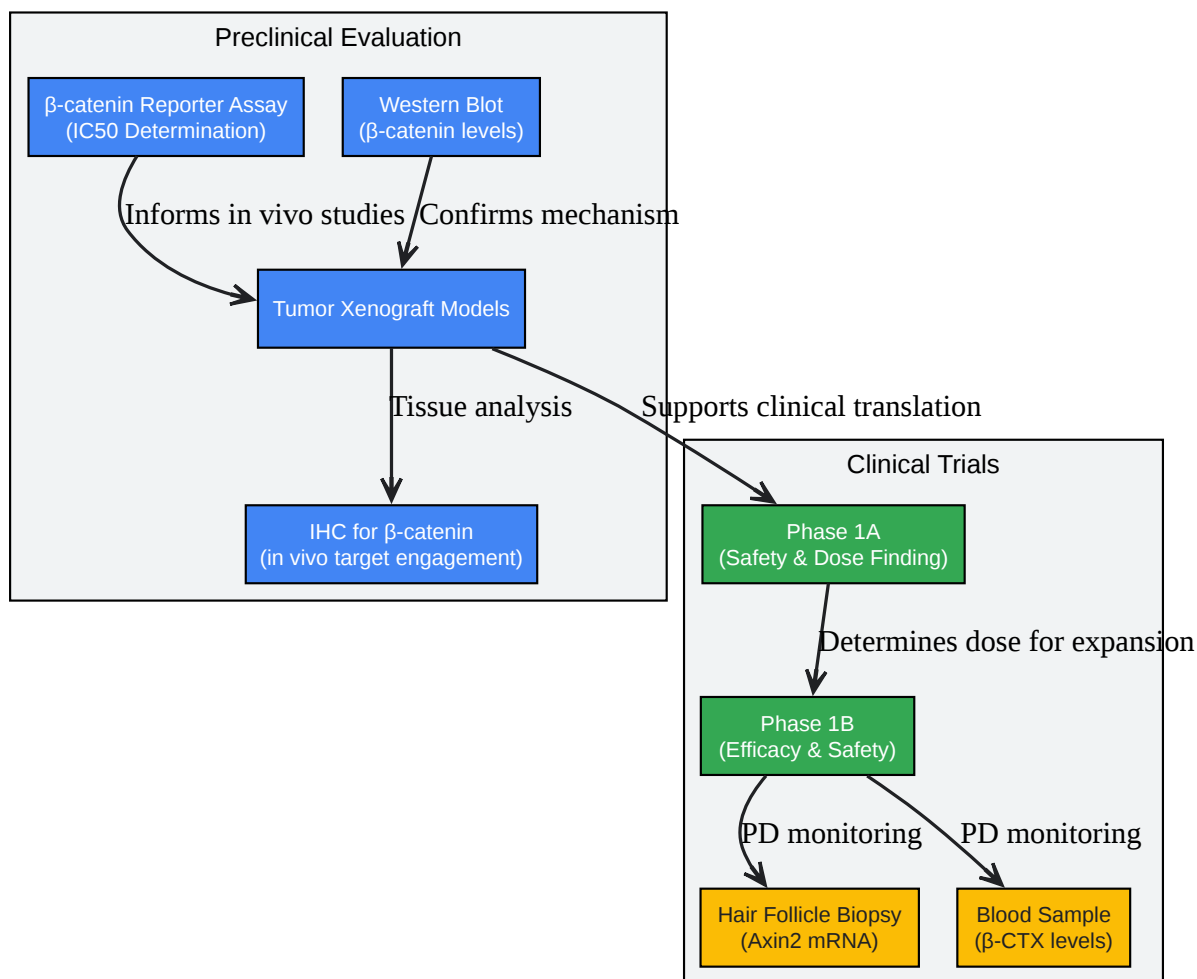 Preclinical Evaluation
β-catenin Reporter Assay
(IC50 Determination)
Western Blot
(β-catenin levels)
Informs in vivo studies
Confirms mechanism
Tumor Xenograft Models
Tissue analysis
Supports clinical translation
Clinical Trials
IHC for β-catenin
(in vivo target engagement)
Phase 1A
(Safety & Dose Finding)
Determines dose for expansion
Phase 1B
(Efficacy & Safety)
PD monitoring
PD monitoring
Hair Follicle Biopsy
(Axin2 mRNA)
Blood Sample
(β-CTX levels)